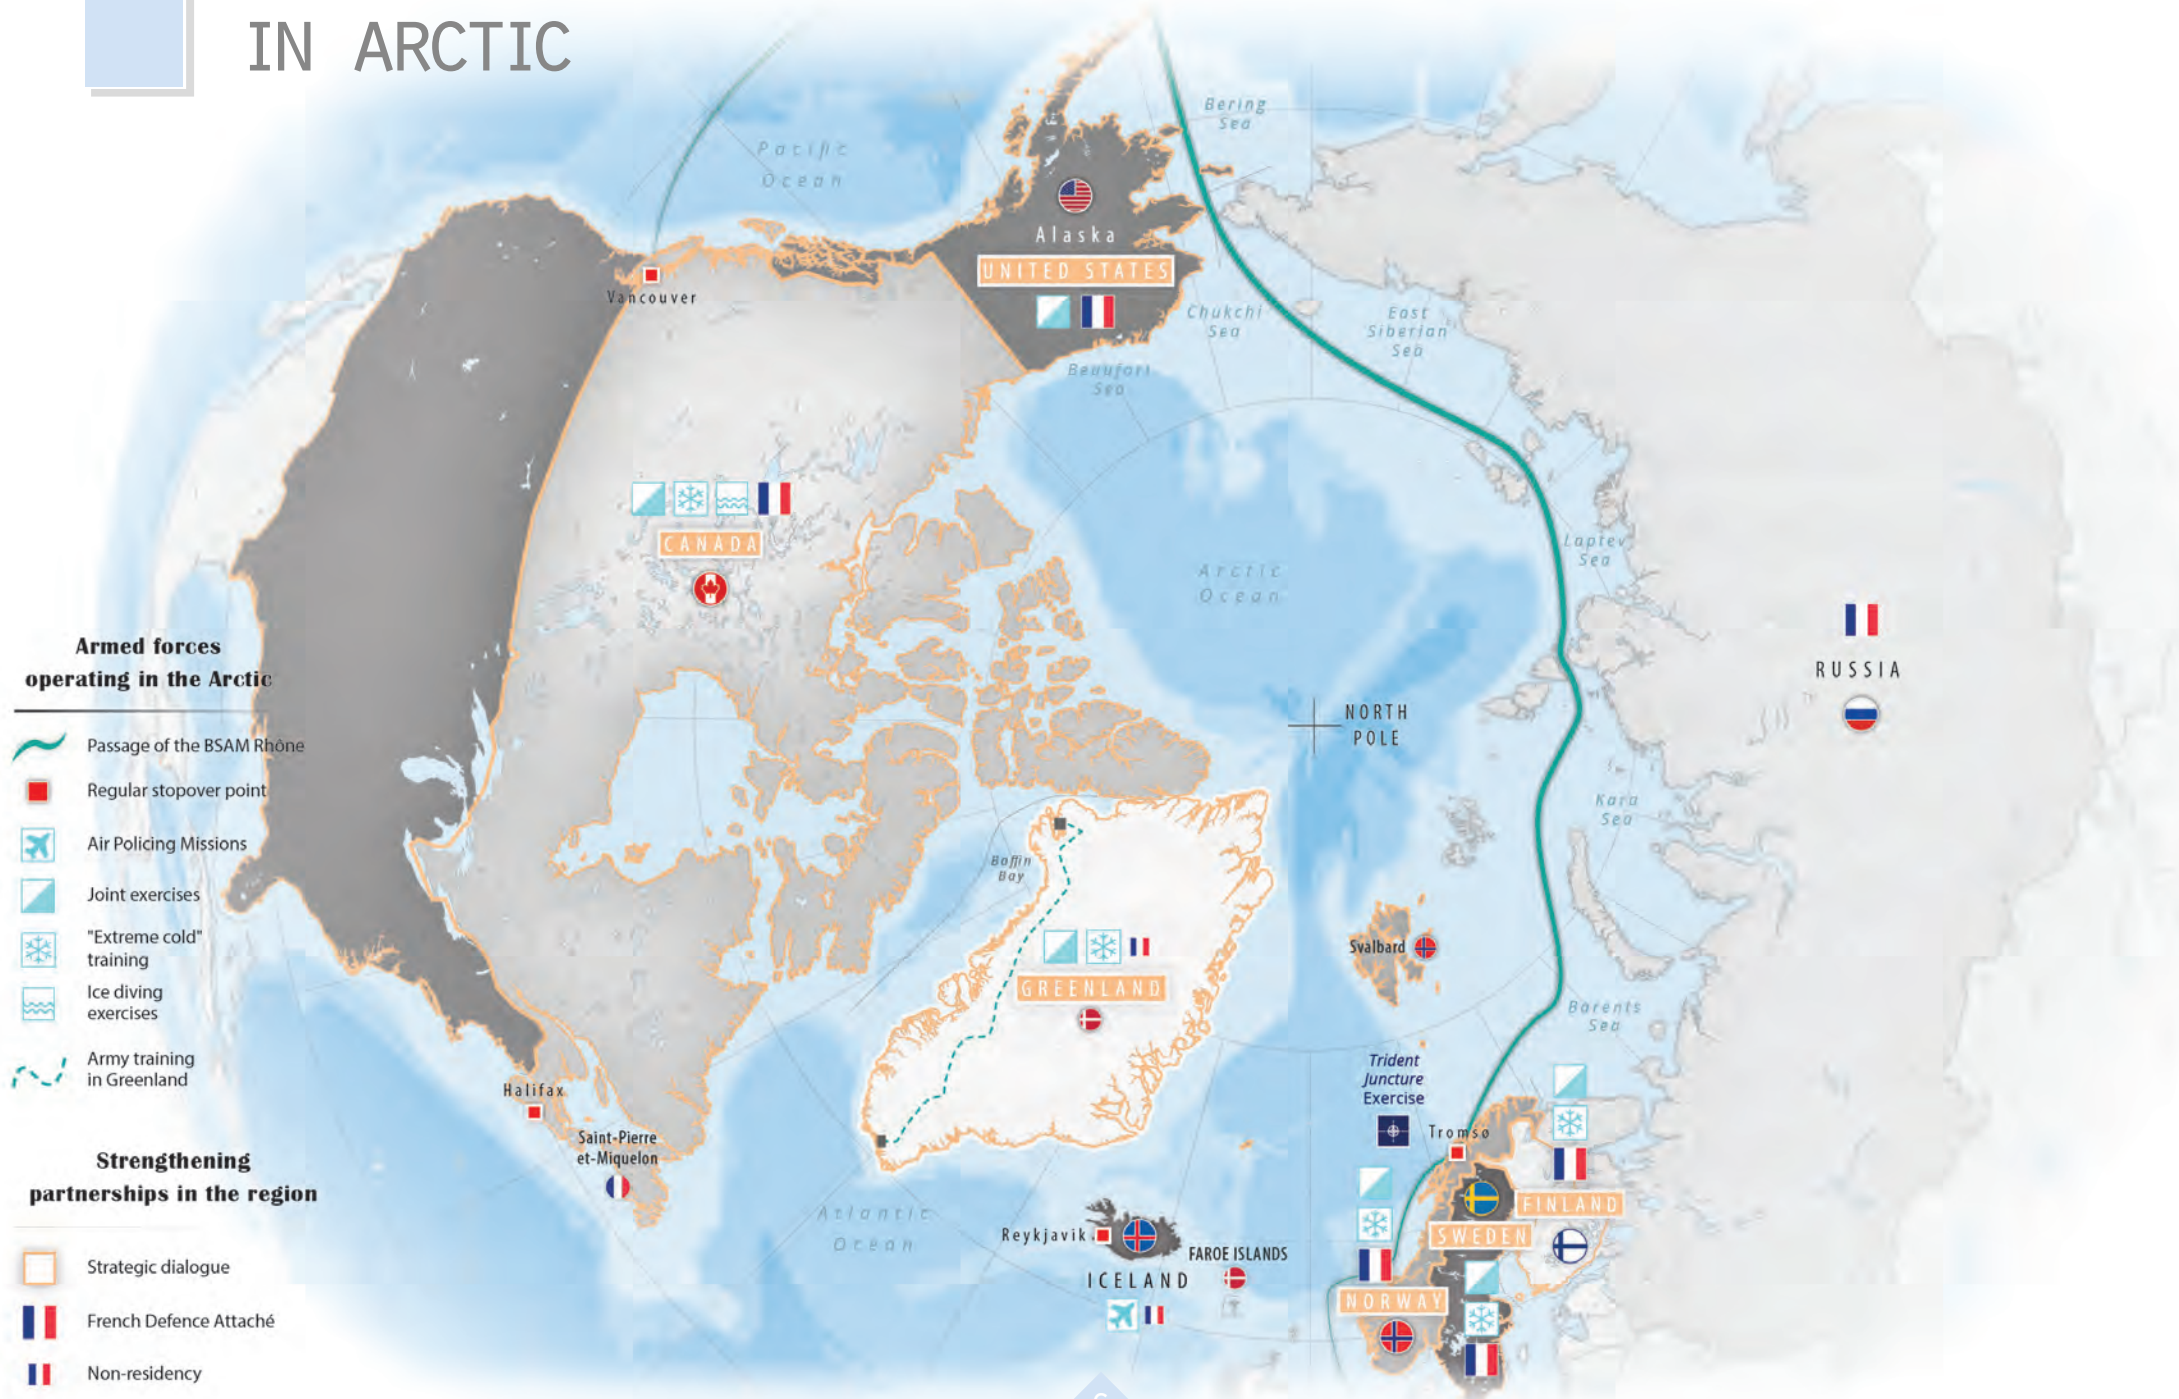 IN ARCTIC
Bering
Sea
Pacific
Ocean
Alaska
UNITED STATES
Vancouver
Chukchi
Sea
East
Siberian
Sea
Beaufort
Sea
CANADA
Laptev
Sea
Arctic
Ocean
RUSSIA
NORTH
POLE
Kara
Sea
Baffin
Bay
Svalbard
GREENLAND
Barents
Sea
Trident
Juncture
Exercise
Tromsø
Halifax
Saint-Pierre
et-Miquelon
FINLAND
SWEDEN
Atlantic
Ocean
Reykjavik
FAROE ISLANDS
ICELAND
NORWAY
Armed forces
operating in the Arctic
Passage of the BSAM Rhône
Regular stopover point
Air Policing Missions
Joint exercises
"Extreme cold"
training
Ice diving
exercises
Army training
in Greenland
Strengthening
partnerships in the region
Strategic dialogue
French Defence Attaché
Non-residency